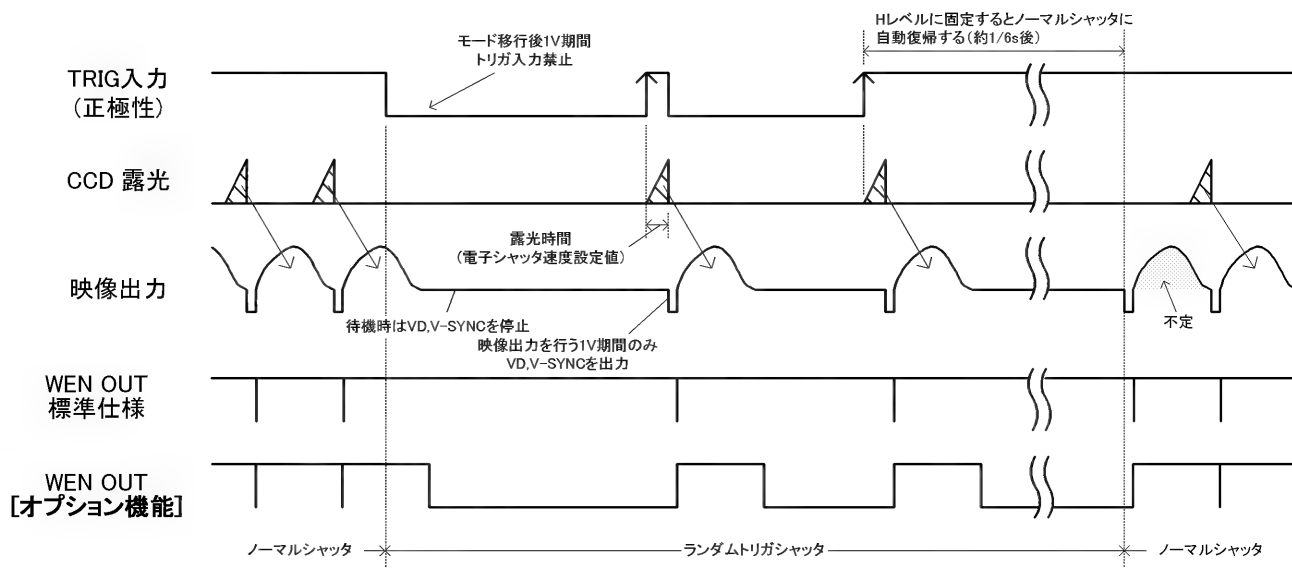 Hレベルに固定するとノーマルシャッタに
自動復帰する(約1/6s後)
モード移行後1V期間
トリガ入力禁止
TRIG入力
(正極性)
CCD 露光
露光時間
(電子シャッタ速度設定値)
映像出力
待機時はVD,V-SYNCを停止
映像出力を行う1V期間のみ
VD,V-SYNCを出力
不定
WEN OUT
標準仕様
WEN OUT
[オプション機能]
ノーマルシャッタ
ランダムトリガシャッタ
ノーマルシャッタ